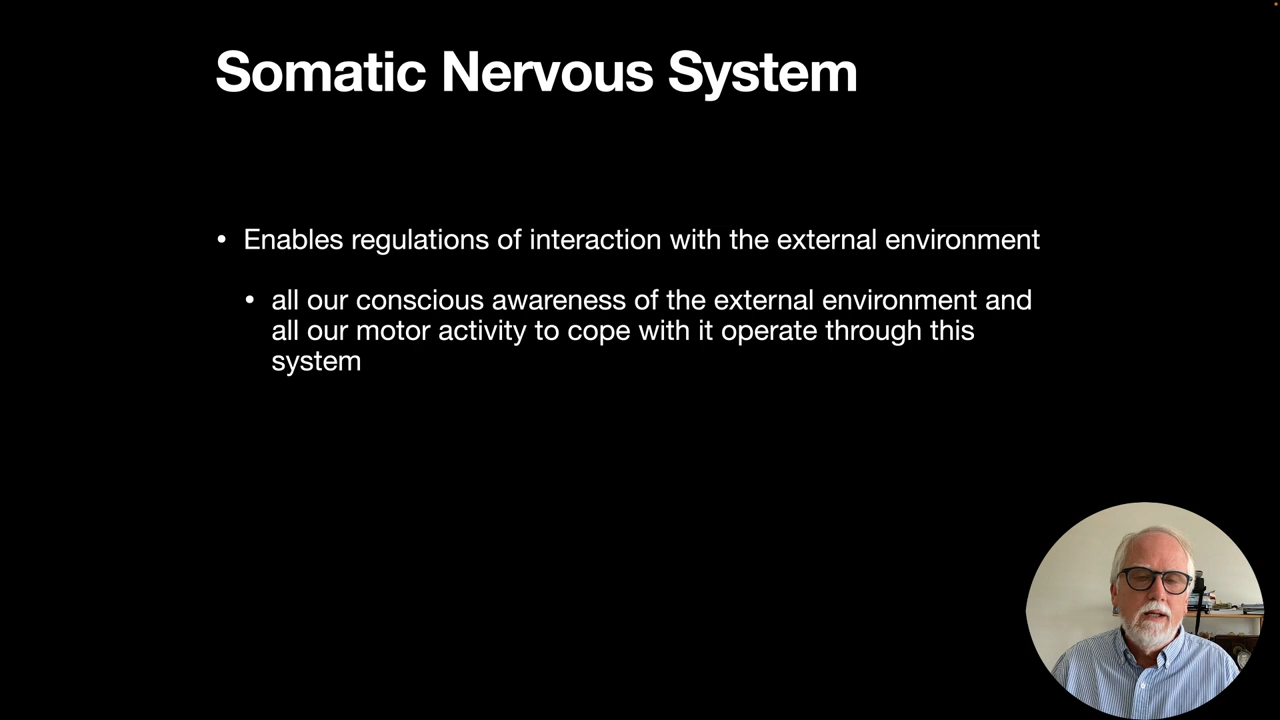 Somatic Nervous System
• Enables regulations of interaction with the external environment
• all our conscious awareness of the external environment and
all our motor activity to cope with it operate through this
system